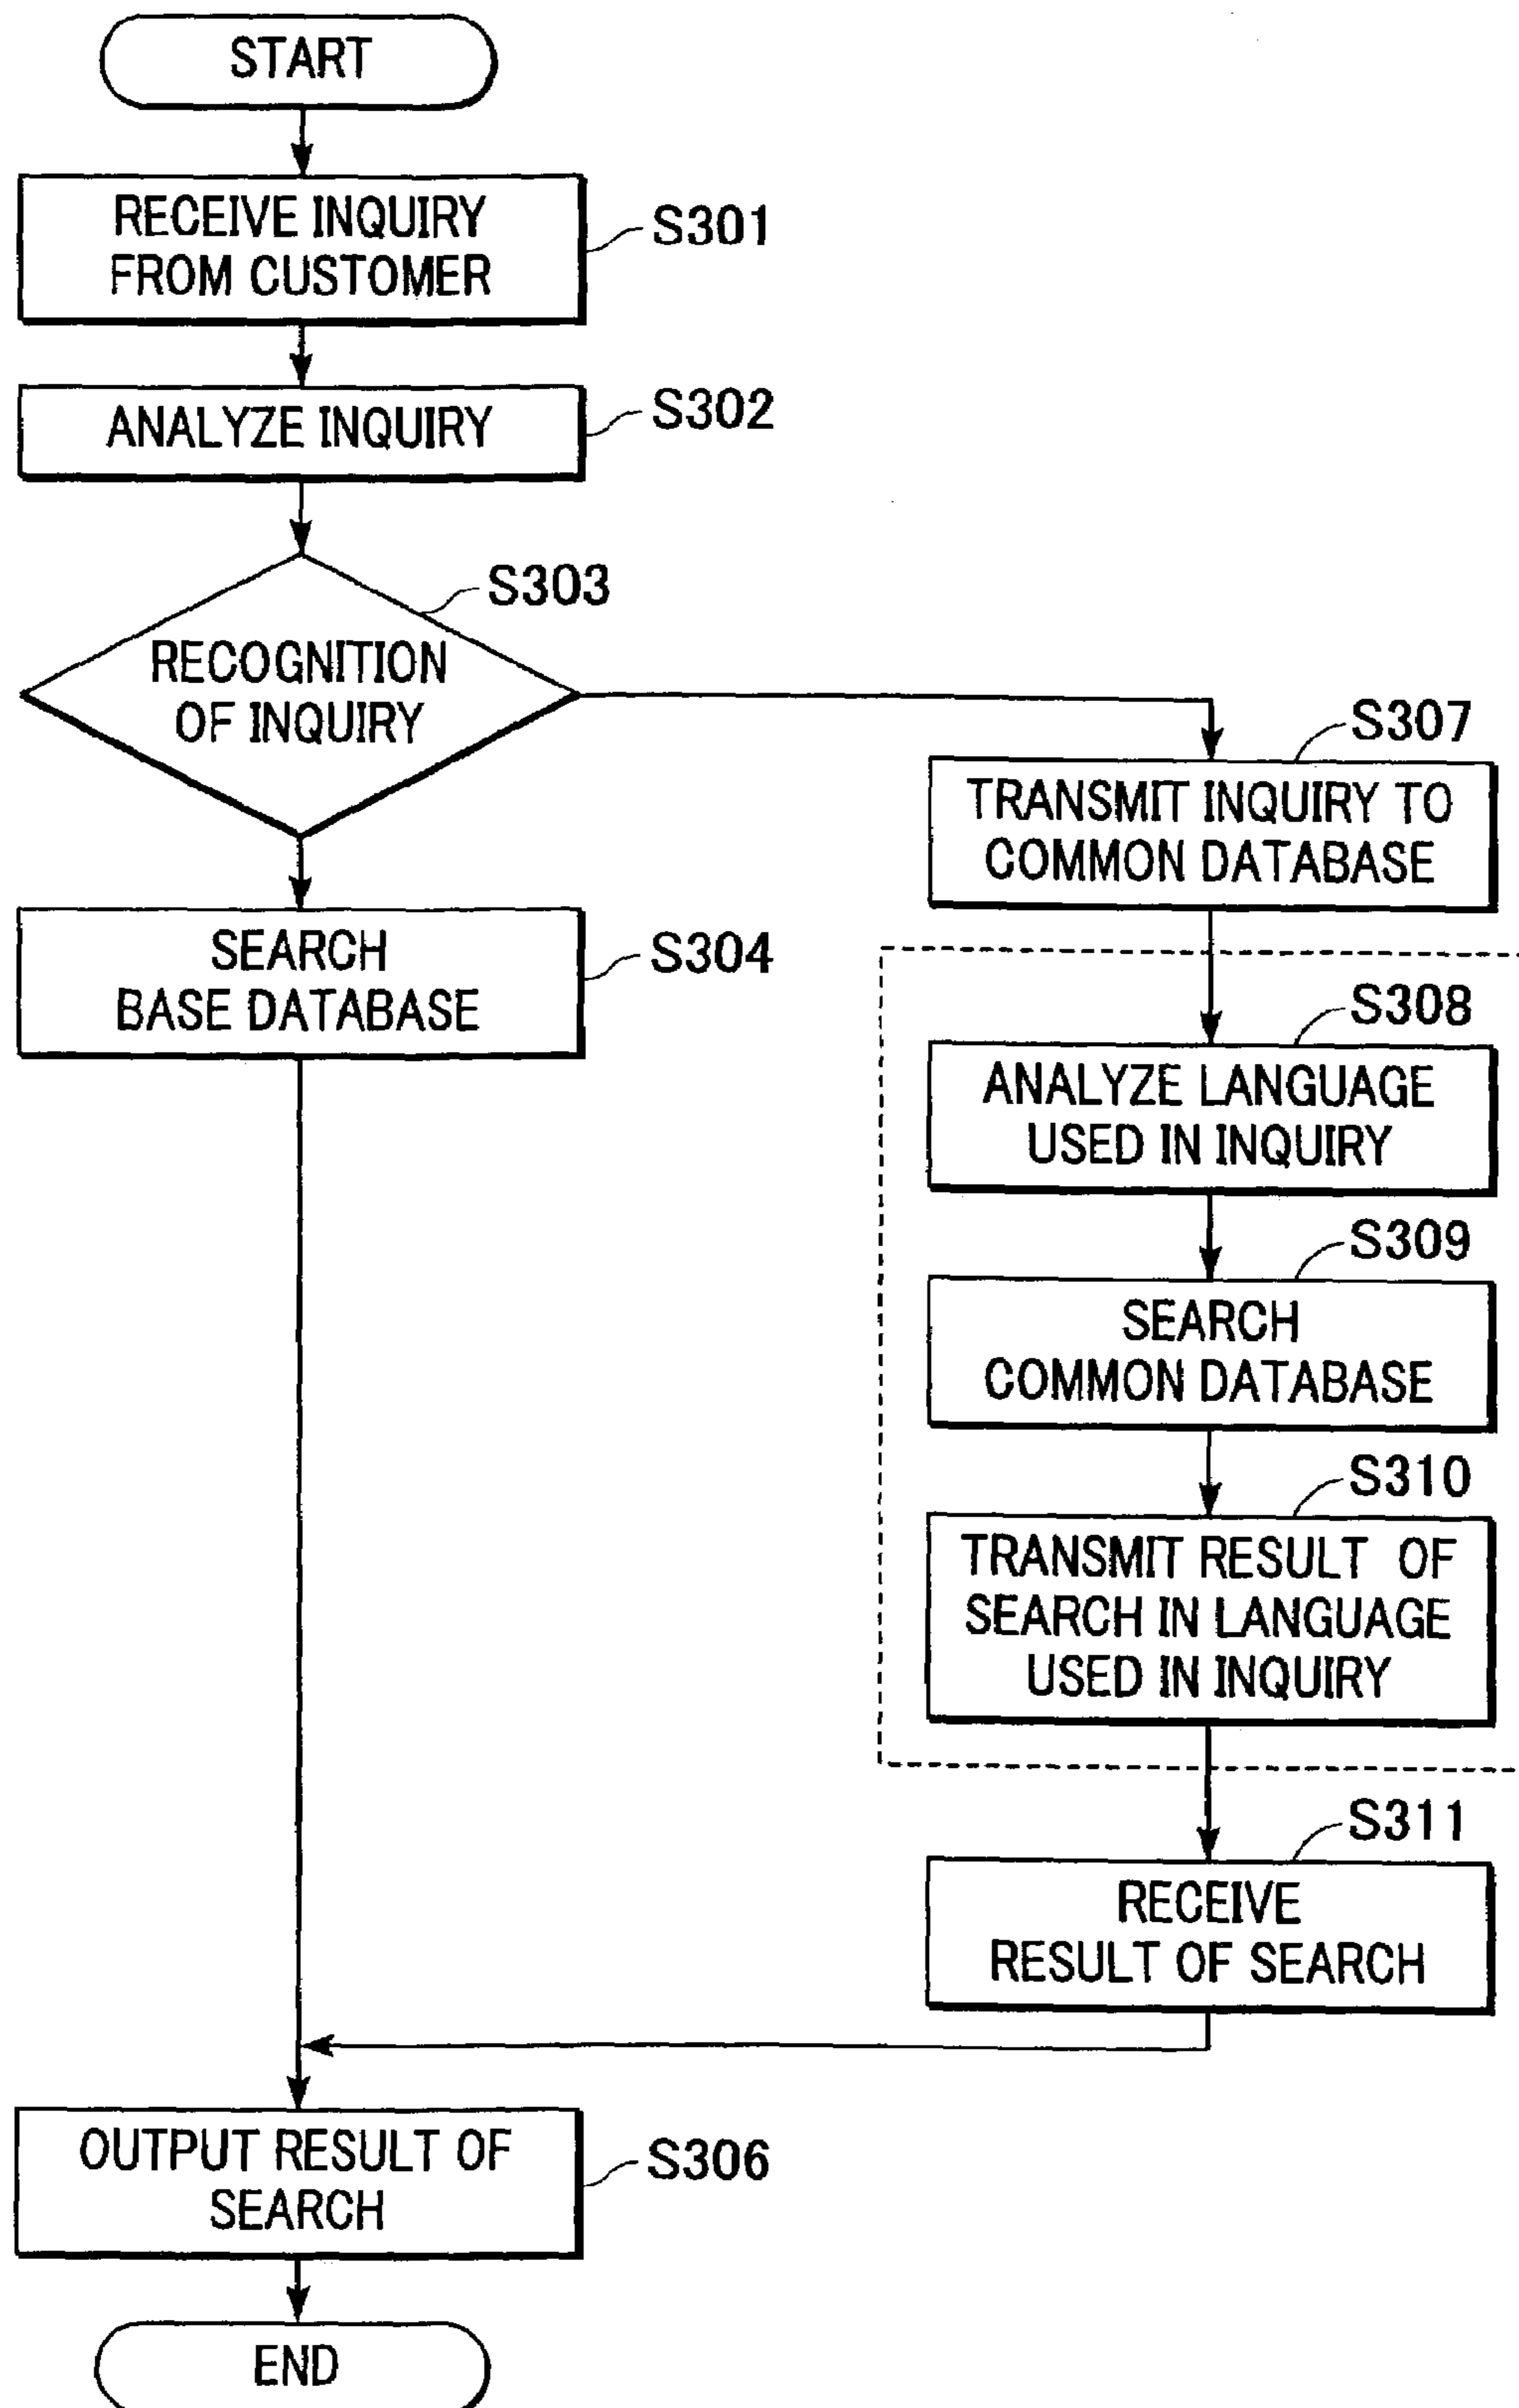 START
RECEIVE INQUIRY
FROM CUSTOMER
S301
ANALYZE INQUIRY
S302
S303
RECOGNITION
OF INQUIRY
SEARCH
BASE DATABASE
S304
S307
TRANSMIT INQUIRY TO
COMMON DATABASE
S308
ANALYZE LANGUAGE
USED IN INQUIRY
S309
SEARCH
COMMON DATABASE
S310
TRANSMIT RESULT OF
SEARCH IN LANGUAGE
USED IN INQUIRY
S311
RECEIVE
RESULT OF SEARCH
OUTPUT RESULT OF
SEARCH
S306
END